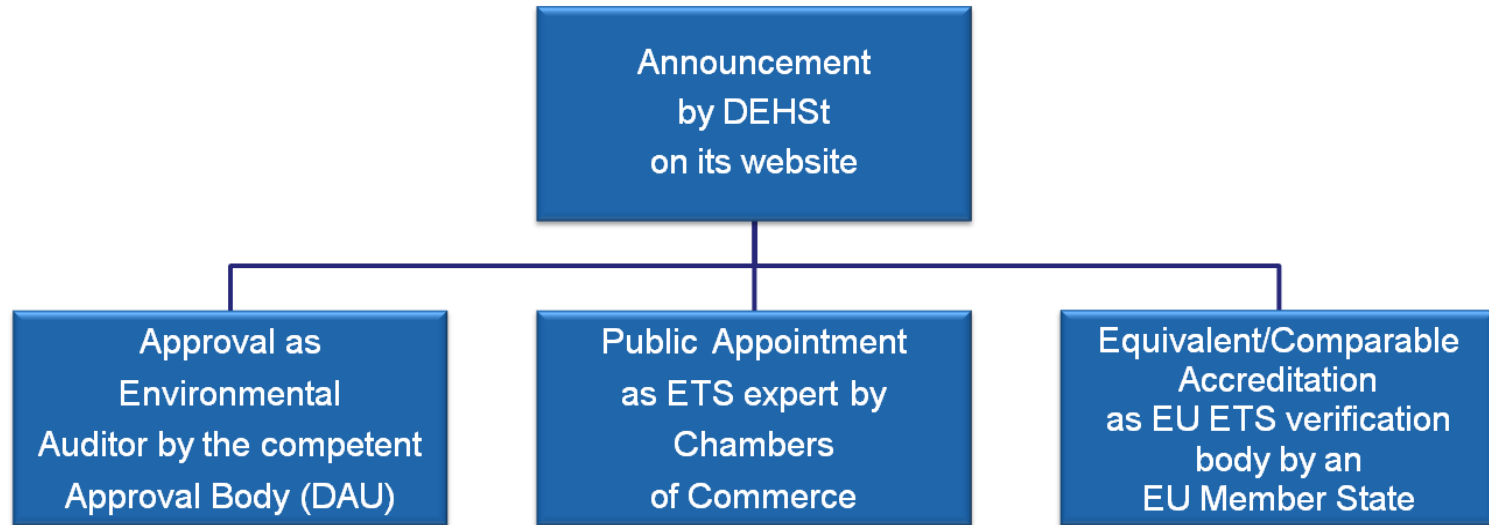 Announcement
by DEHSt
on its website
Approval as
Environmental
Auditor by the competent
Approval Body (DAU)
Public Appointment
as ETS expert by
Chambers
of Commerce
Equivalent/Comparable
Accreditation
as EU ETS verification
body by an
EU Member State